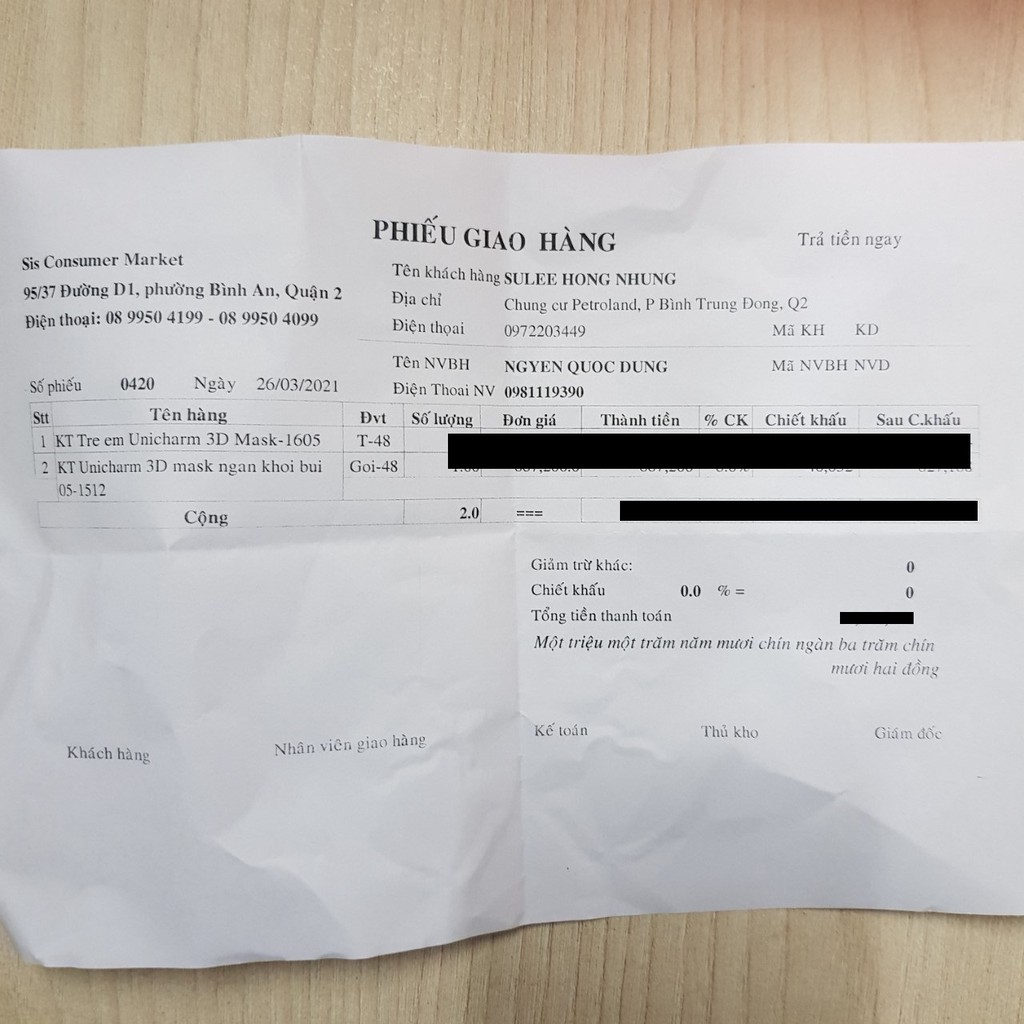 PHIẾU GIAO HÀNG
Trả tiền ngay
Sis Consumer Market
95/37 Đường D1, phường Bình An, Quận 2
Điện thoại: 08 9950 4199 - 08 9950 4099
Tên khách hàng SULEE HONG NHUNG
Địa chỉ Chung cư Petroland, P Bình Trung Đong, Q2
Điện thoại 0972203449 Mã KH KD
Tên NVBH NGYEN QUOC DUNG Mã NVBH NVD
Điện Thoai NV 0981119390
Số phiếu 0420 Ngày 26/03/2021
Stt Tên hàng Đvt Số lượng Đơn giá Thành tiền % CK Chiết khấu Sau C.khấu
1 KT Tre em Unicharm 3D Mask-1605 T-48
2 KT Unicharm 3D mask ngan khoi bui Goi-48
05-1512
Cộng 2.0 ===
Giảm trừ khác: 0
Chiết khấu 0.0 % = 0
Tổng tiền thanh toán
Một triệu một trăm năm mươi chín ngàn ba trăm chín
mươi hai đồng
Khách hàng Nhân viên giao hàng Kế toán Thủ kho Giám đốc